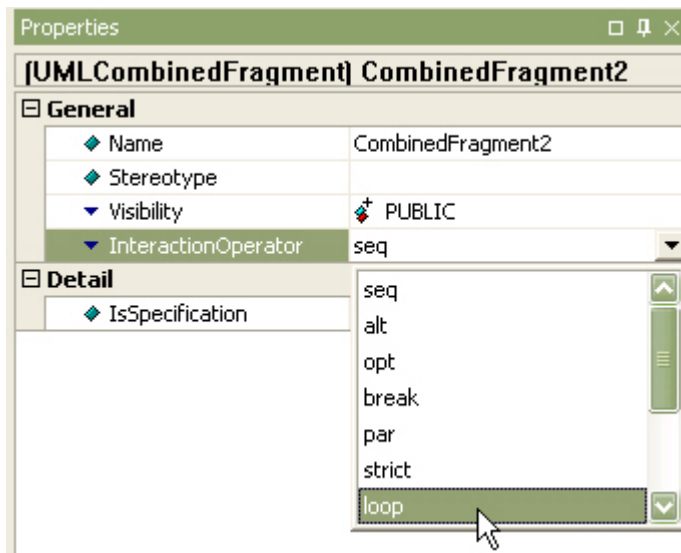 Properties
(UMLCombinedFragment) CombinedFragment2
General
Name CombinedFragment2
Stereotype
Visibility PUBLIC
InteractionOperator seq
Detail
IsSpecification
seq
alt
opt
break
par
strict
loop